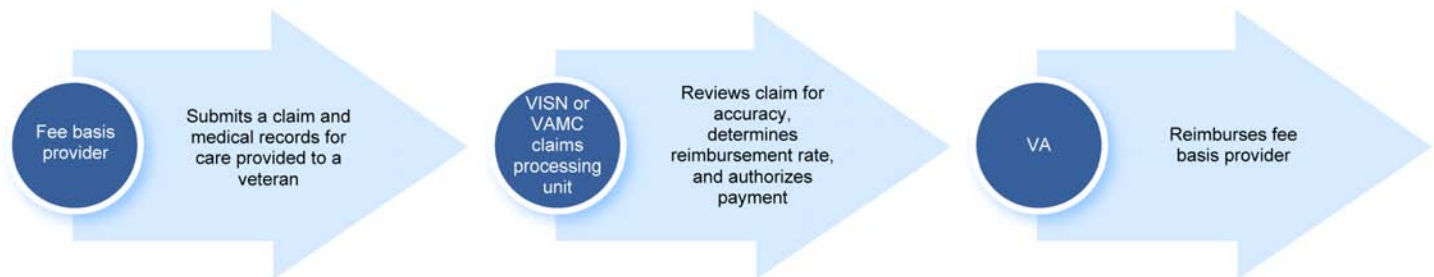 Fee basis
provider
Submits a claim and
medical records for
care provided to a
veteran
VISN or
VAMC
claims
processing
unit
Reviews claim for
accuracy,
determines
reimbursement rate,
and authorizes
payment
VA
Reimburses fee
basis provider